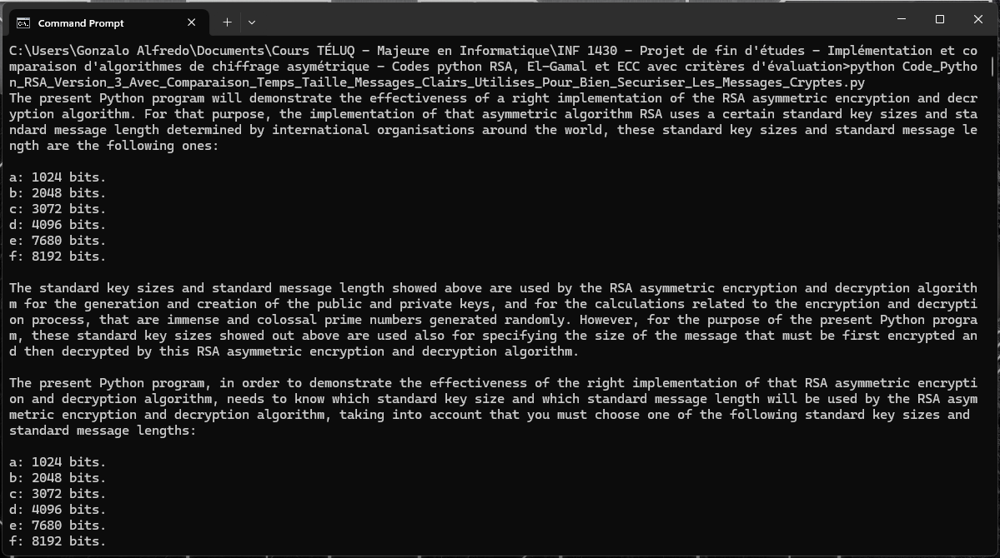 Command Prompt
C:\Users\Gonzalo Alfredo\Documents\Cours TÉLUQ - Majeure en Informatique\INF 1430 - Projet de fin d'études - Implémentation et co
mparaison d'algorithmes de chiffrage asymétrique - Codes python RSA, El-Gamal et ECC avec critères d'évaluation>python Code_Pytho
n_RSA_Version_3_Avec_Comparaison_Temps_Taille_Messages_Clairs_Utilises_Pour_Bien_Securiser_Les_Messages_Cryptes.py
The present Python program will demonstrate the effectiveness of a right implementation of the RSA asymmetric encryption and decr
yption algorithm. For that purpose, the implementation of that asymmetric algorithm RSA uses a certain standard key sizes and sta
ndard message length determined by international organisations around the world, these standard key sizes and standard message le
ngth are the following ones:
a: 1024 bits.
b: 2048 bits.
c: 3072 bits.
d: 4096 bits.
e: 7680 bits.
f: 8192 bits.
The standard key sizes and standard message length showed above are used by the RSA asymmetric encryption and decryption algorith
m for the generation and creation of the public and private keys, and for the calculations related to the encryption and decrypti
on process, that are immense and colossal prime numbers generated randomly. However, for the purpose of the present Python progra
m, these standard key sizes showed out above are used also for specifying the size of the message that must be first encrypted an
d then decrypted by this RSA asymmetric encryption and decryption algorithm.
The present Python program, in order to demonstrate the effectiveness of the right implementation of that RSA asymmetric encrypti
on and decryption algorithm, needs to know which standard key size and which standard message length will be used by the RSA asym
metric encryption and decryption algorithm, taking into account that you must choose one of the following standard key sizes and
standard message lengths:
a: 1024 bits.
b: 2048 bits.
c: 3072 bits.
d: 4096 bits.
e: 7680 bits.
f: 8192 bits.